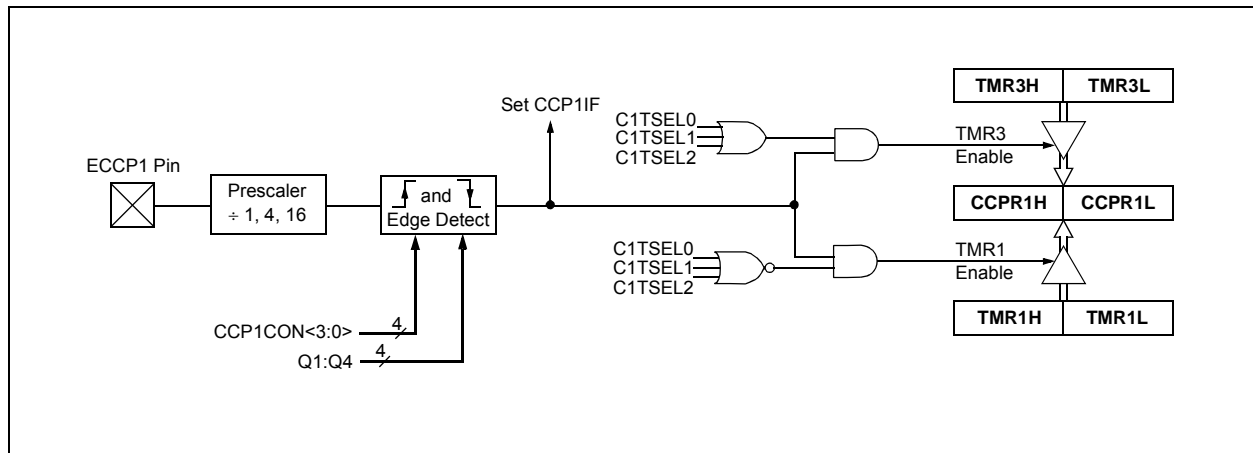 TMR3H TMR3L
Set CCP1IF
C1TSEL0
C1TSEL1
C1TSEL2
TMR3
Enable
ECCP1 Pin
Prescaler
÷ 1, 4, 16
and
Edge Detect
CCPR1H CCPR1L
C1TSEL0
C1TSEL1
C1TSEL2
TMR1
Enable
TMR1H TMR1L
CCP1CON<3:0> 4
Q1:Q4 4